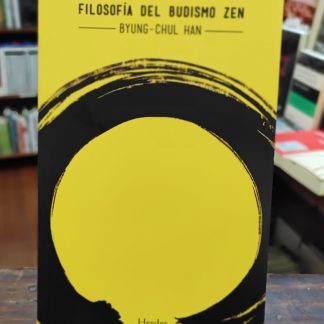 FILOSOFÍA DEL BUDISMO ZEN
BYUNG-CHUL HAN
Herder